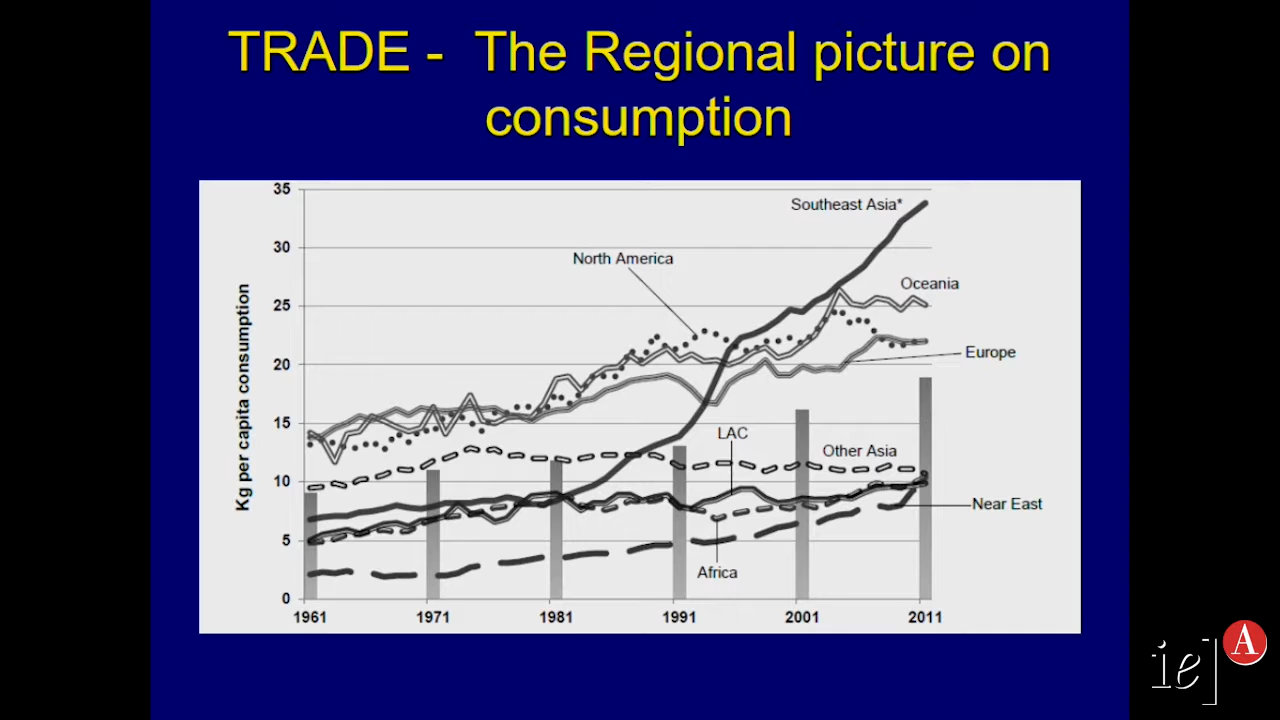 TRADE - The Regional picture on
consumption
35
Southeast Asia*
30
North America
Oceania
25
Kg per capita consumption
20
Europe
15
LAC
Other Asia
10
Near East
5
Africa
0
1961 1971 1981 1991 2001 2011
ie] A